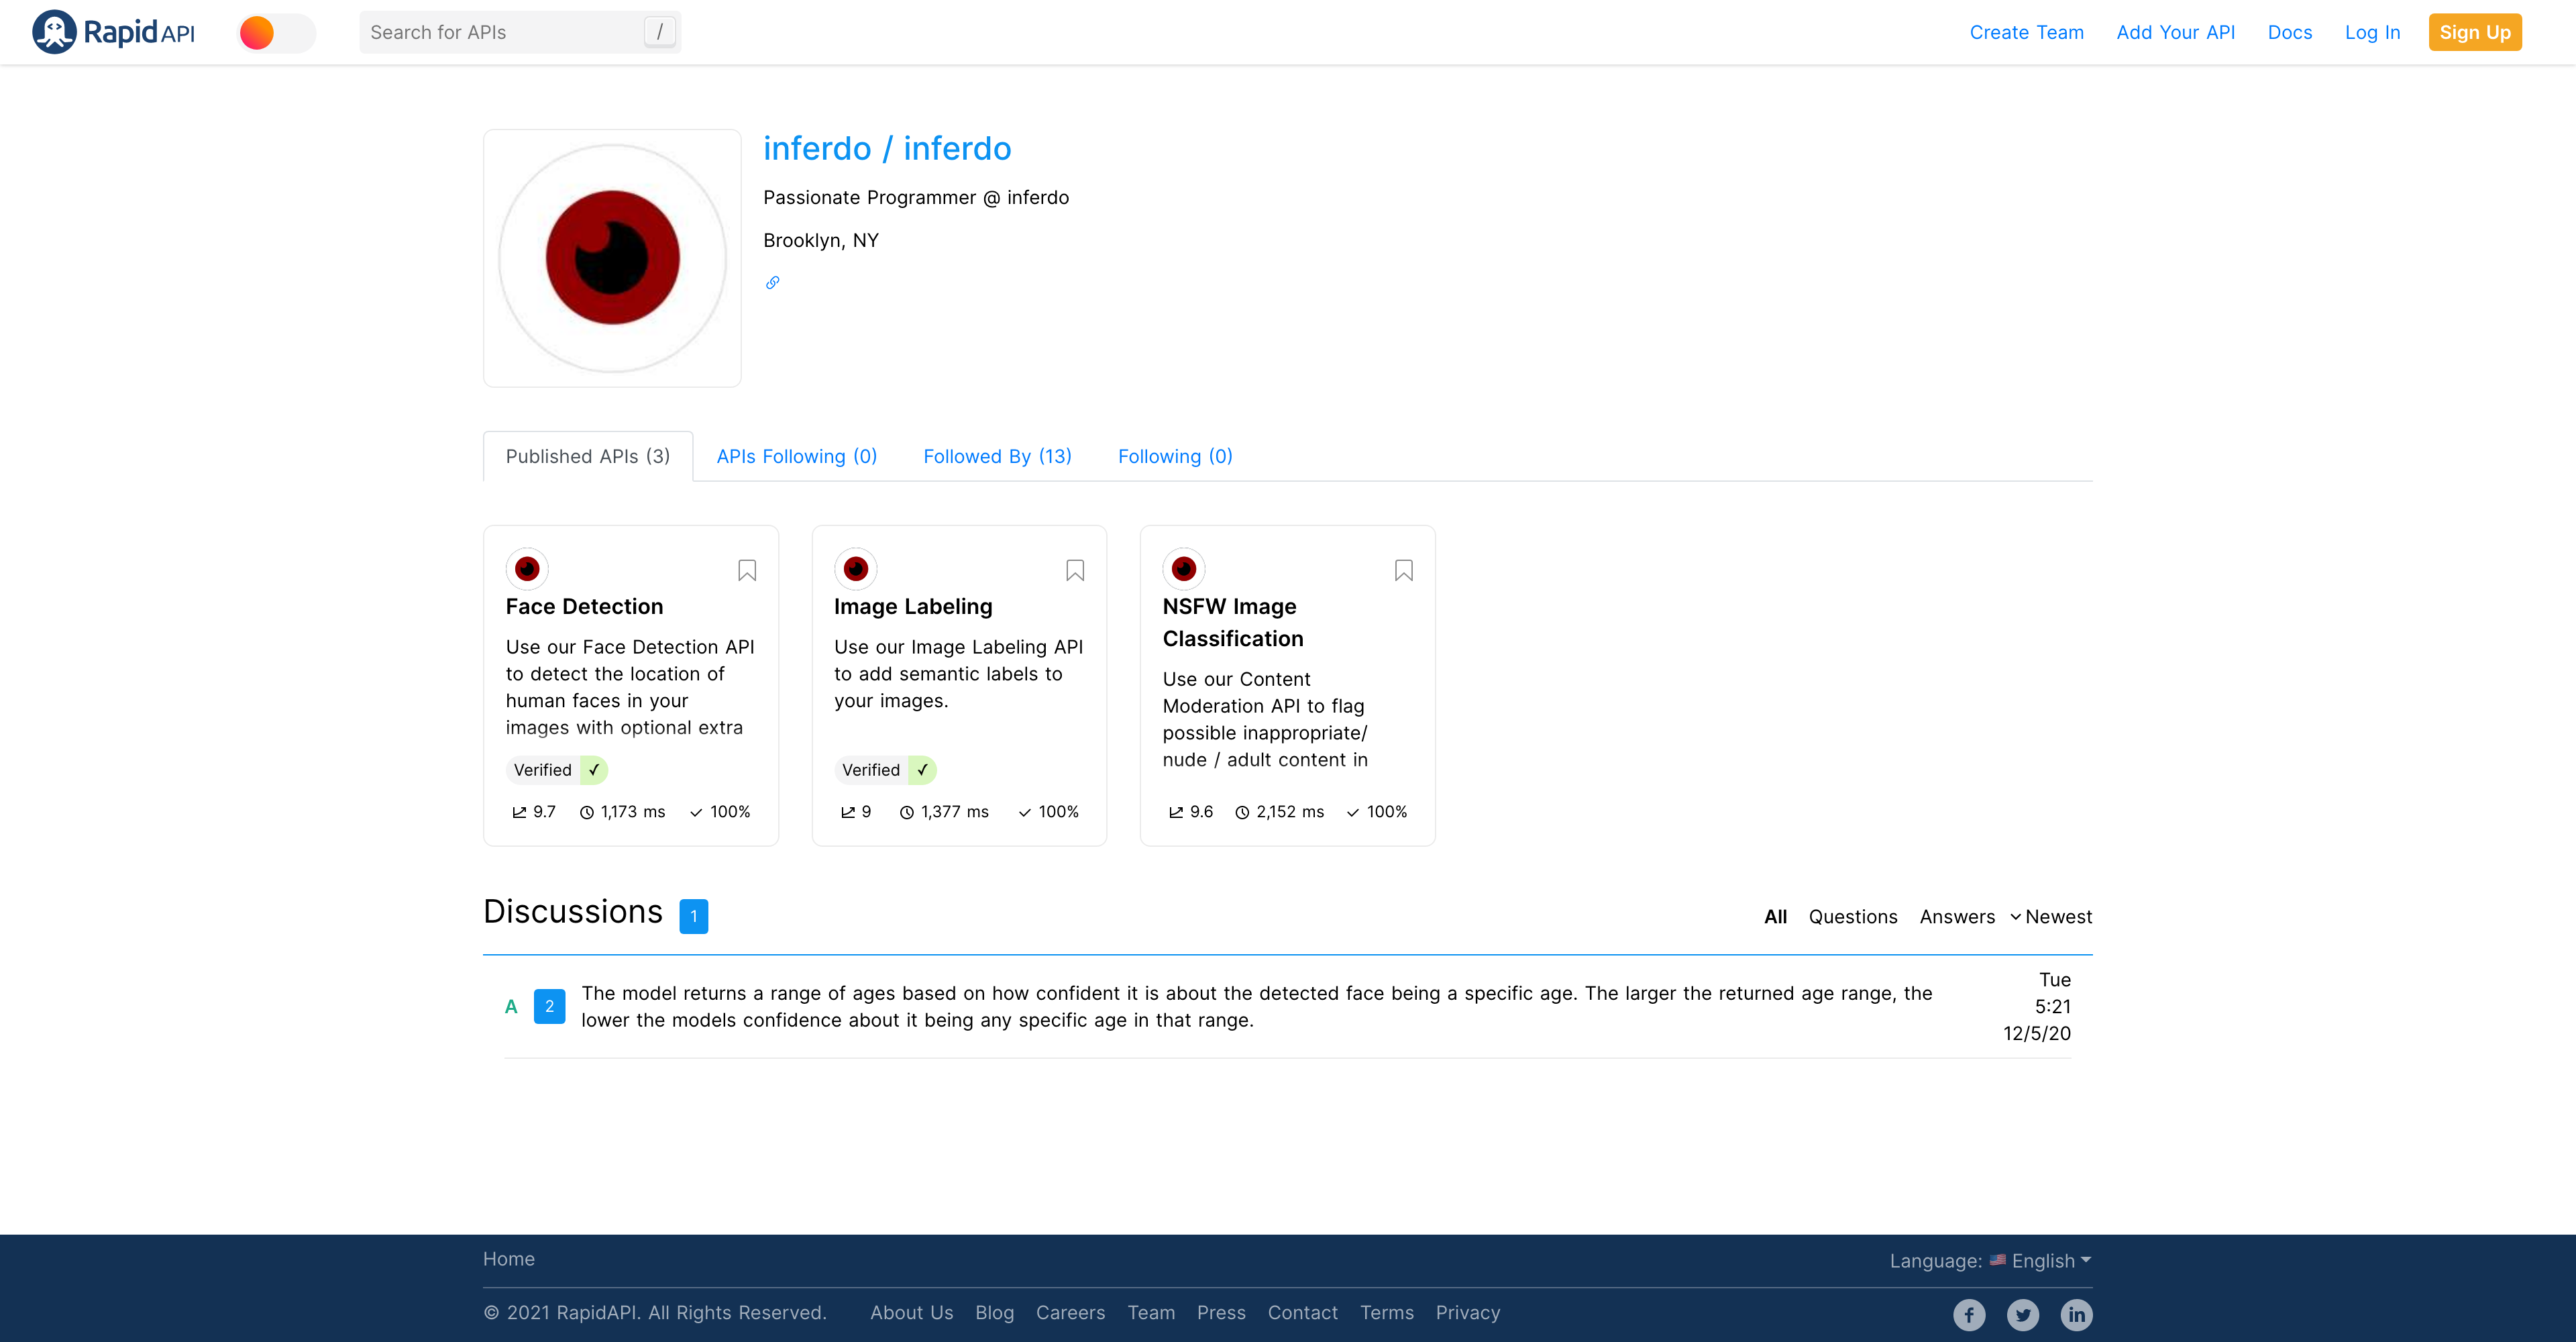 RapidAPI
Search for APIs
/
Create Team
Add Your API
Docs
Log In
Sign Up
inferdo / inferdo
Passionate Programmer @ inferdo
Brooklyn, NY
Published APIs (3)
APIs Following (0)
Followed By (13)
Following (0)
Face Detection
Use our Face Detection API
to detect the location of
human faces in your
images with optional extra
Verified ✓
9.7
1,173 ms
100%
Image Labeling
Use our Image Labeling API
to add semantic labels to
your images.
Verified ✓
9
1,377 ms
100%
NSFW Image
Classification
Use our Content
Moderation API to flag
possible inappropriate/
nude / adult content in
9.6
2,152 ms
100%
Discussions 1
All
Questions
Answers
Newest
A
2
The model returns a range of ages based on how confident it is about the detected face being a specific age. The larger the returned age range, the
lower the models confidence about it being any specific age in that range.
Tue
5:21
12/5/20
Home
Language: English
© 2021 RapidAPI. All Rights Reserved.
About Us
Blog
Careers
Team
Press
Contact
Terms
Privacy